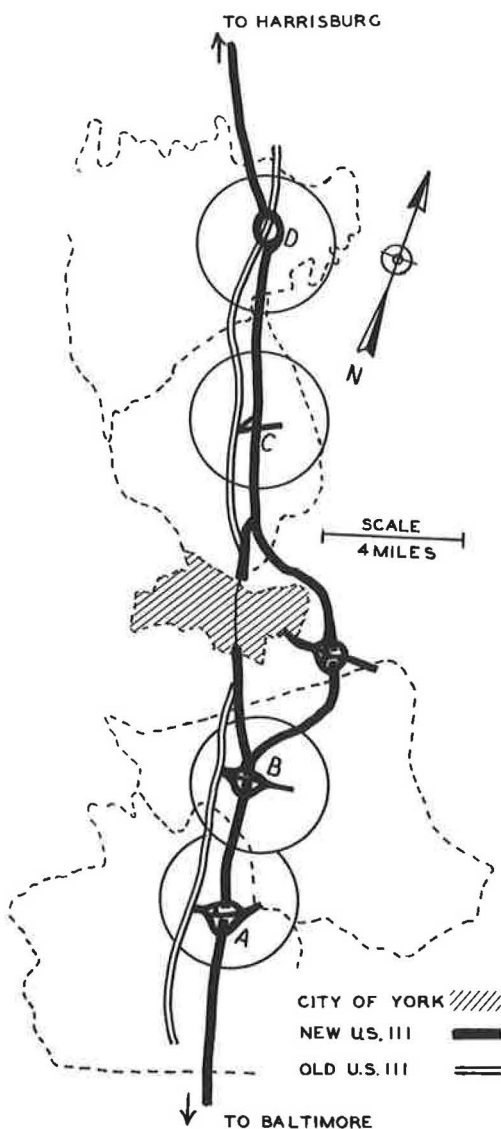 TO HARRISBURG
D
N
C
SCALE
4 MILES
B
A
CITY OF YORK
NEW U.S. 111
OLD U.S. 111
TO BALTIMORE